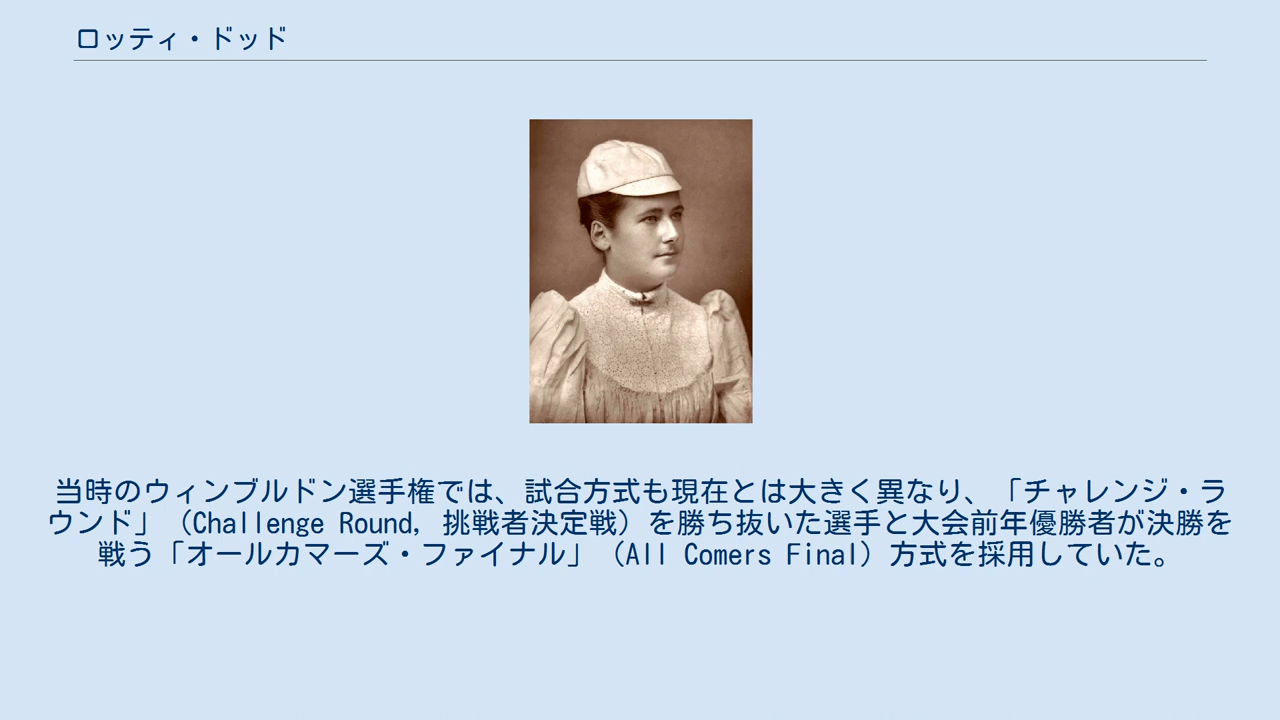 ロッティ・ドッド
当時のウィンブルドン選手権では、試合方式も現在とは大きく異なり、「チャレンジ・ラ
ウンド」（Challenge Round, 挑戦者決定戦）を勝ち抜いた選手と大会前年優勝者が決勝を
戦う「オールカマーズ・ファイナル」（All Comers Final）方式を採用していた。